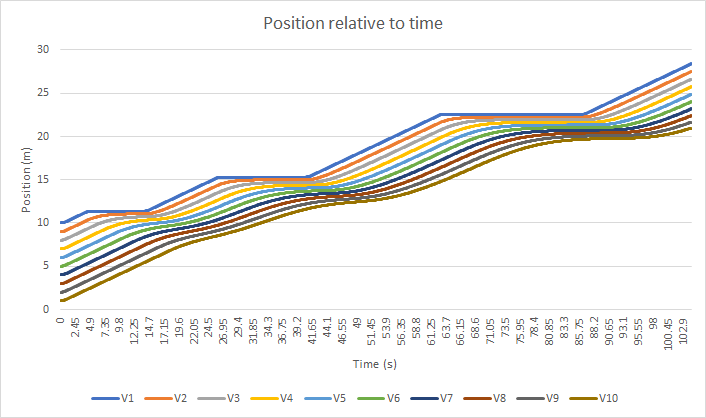 Position relative to time
30
25
20
15
10
5
0
Position (m)
0 2.45 4.9 7.35 9.8 12.25 14.7 17.15 19.6 22.05 24.5 26.95 29.4 31.85 34.3 36.75 39.2 41.65 44.1 46.55 49 51.45 53.9 56.35 58.8 61.25 63.7 66.15 68.6 71.05 73.5 75.95 78.4 80.85 83.3 85.75 88.2 90.65 93.1 95.55 98 100.45 102.9
Time (s)
V1 V2 V3 V4 V5 V6 V7 V8 V9 V10